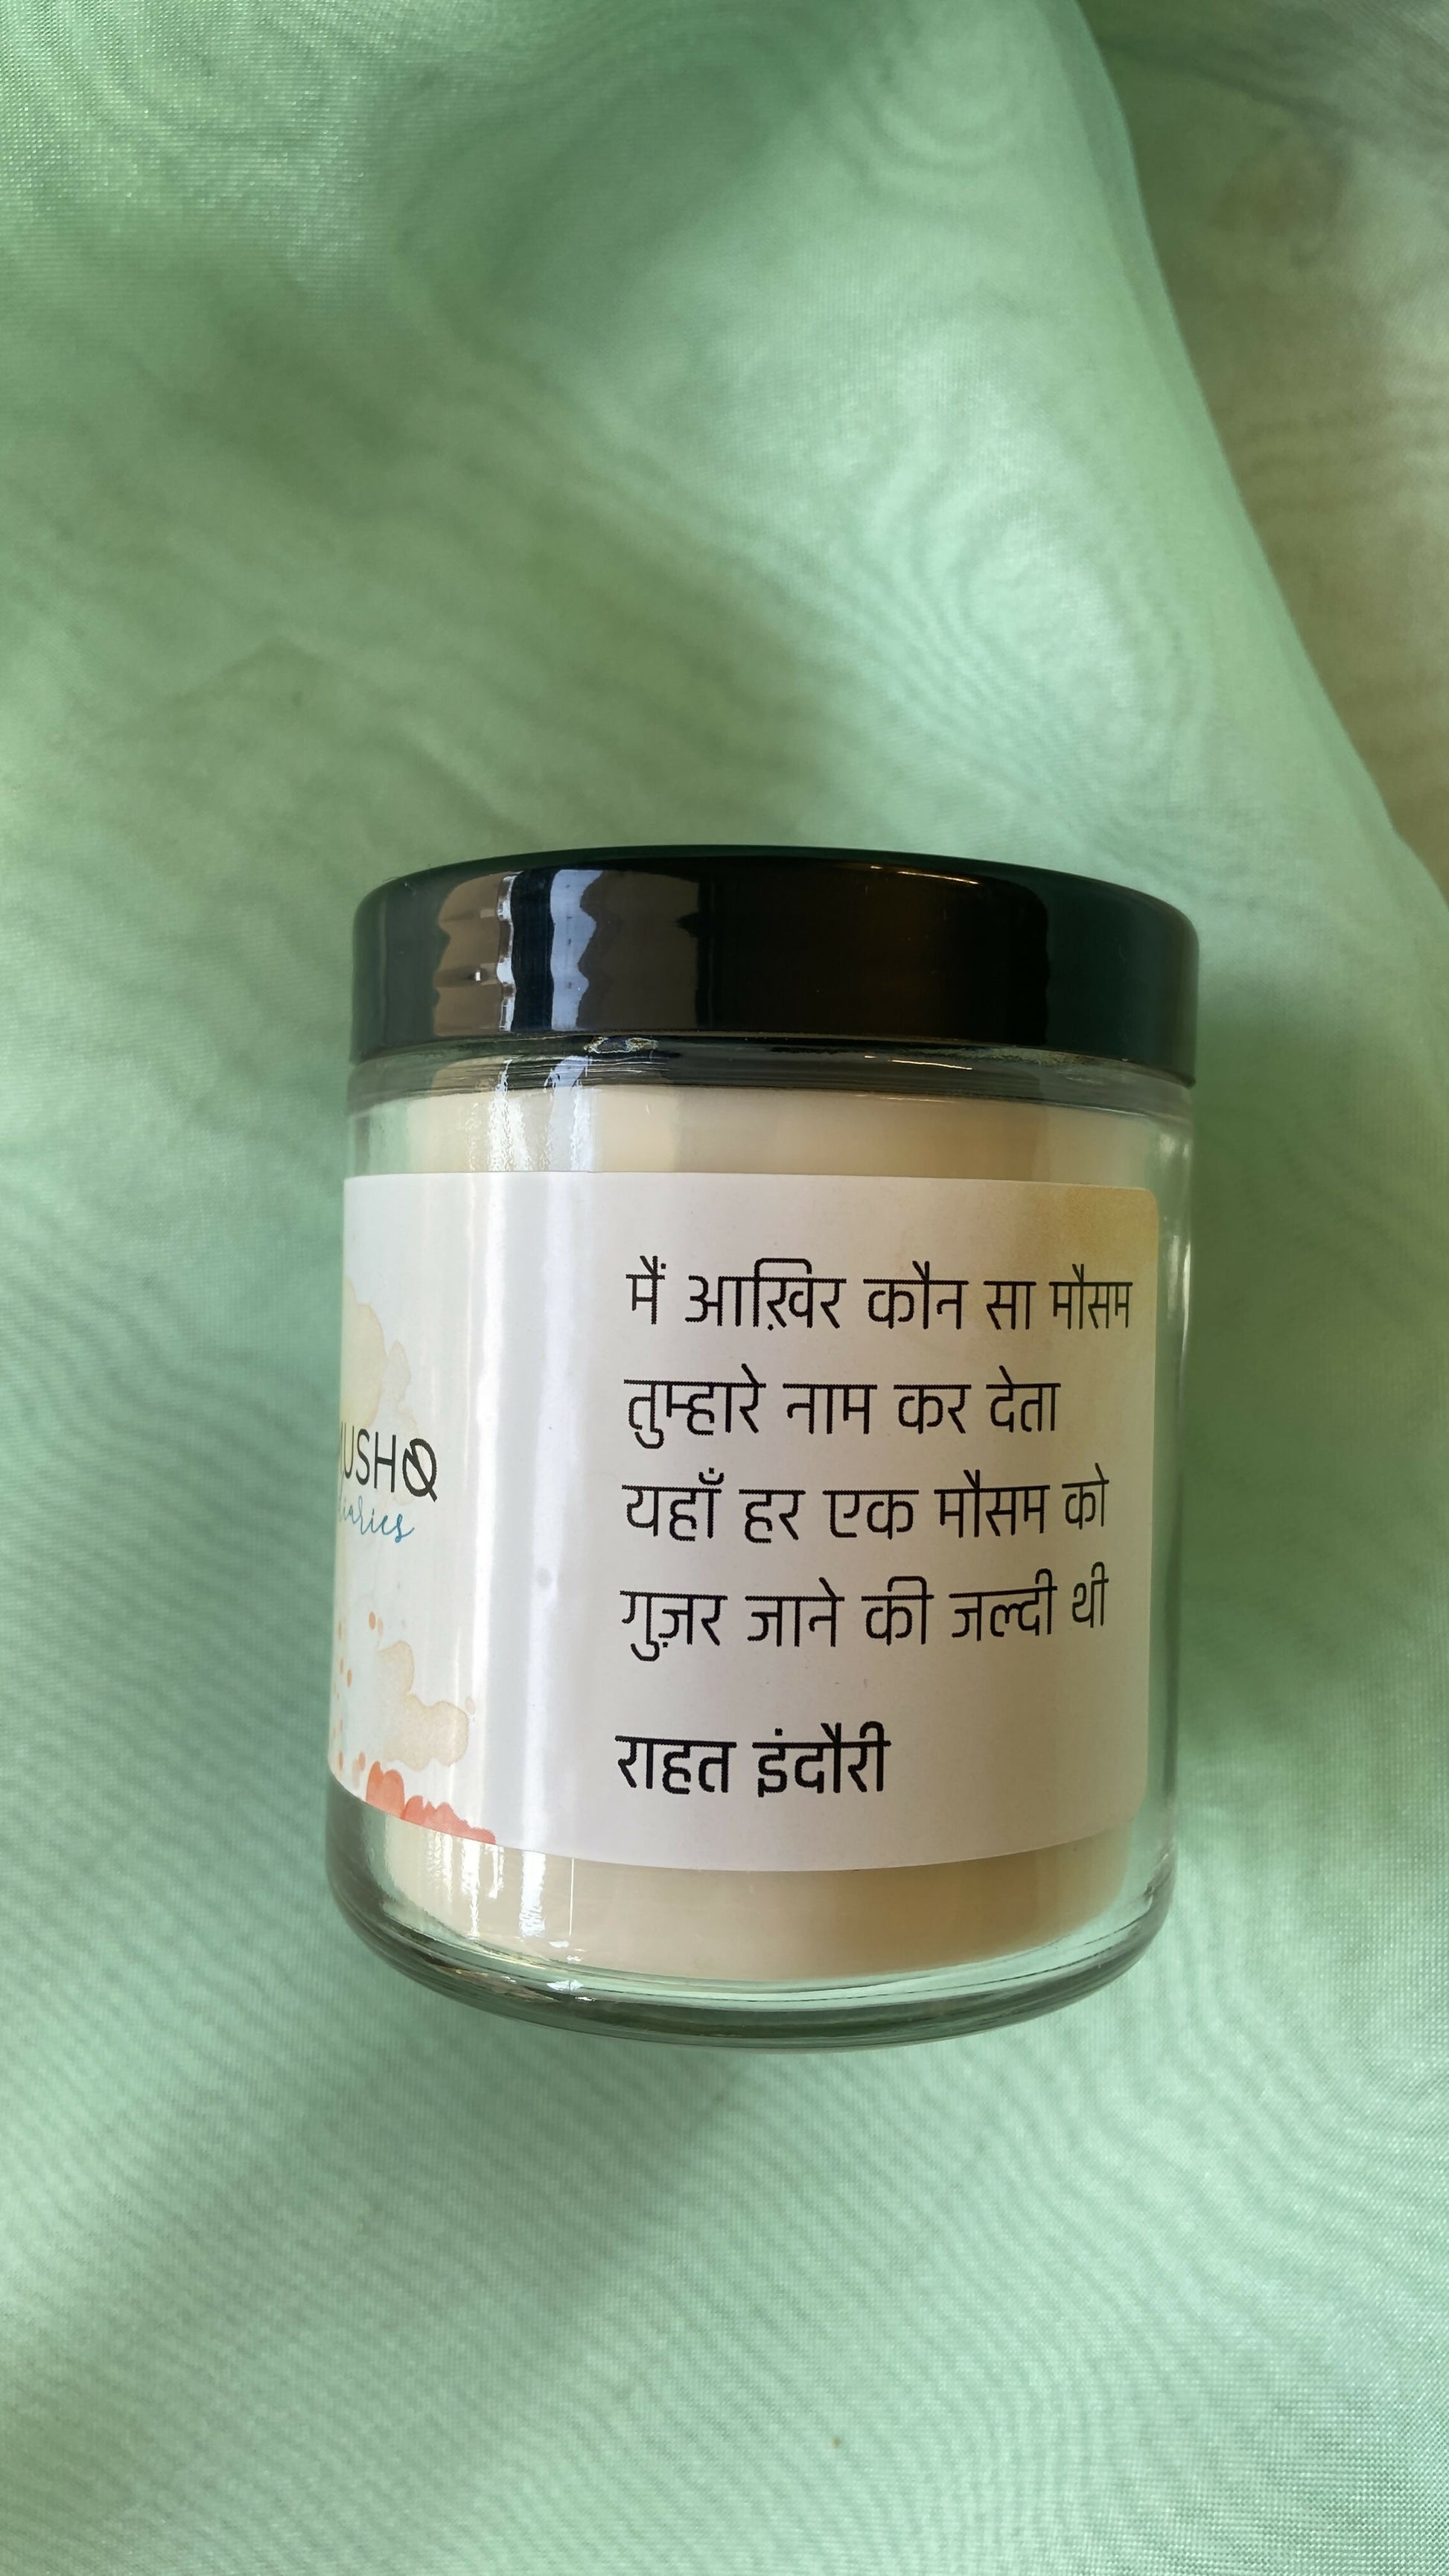 मैं आख़िर कौन सा मौसम
तुम्हारे नाम कर देता
यहाँ हर एक मौसम को
गुज़र जाने की जल्दी थी
राहत इंदौरी